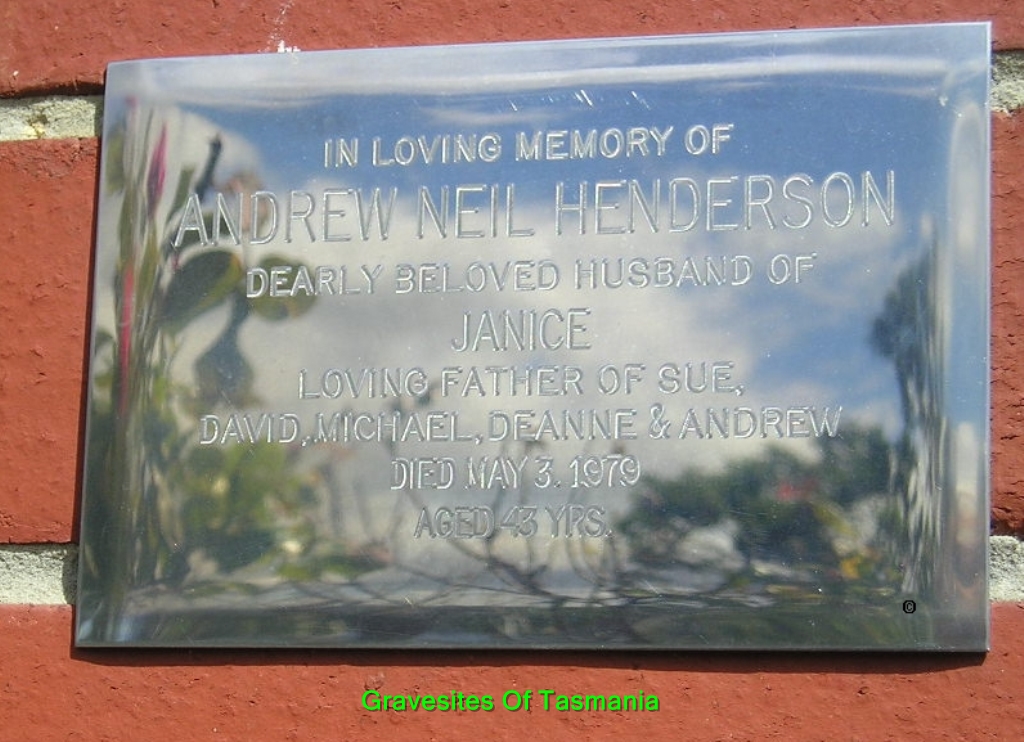 IN LOVING MEMORY OF
ANDREW NEIL HENDERSON
DEARLY BELOVED HUSBAND OF
JANICE
LOVING FATHER OF SUE,
DAVID, MICHAEL, DEANNE & ANDREW
DIED MAY 3. 1979
AGED 43 YRS.
©
Gravesites Of Tasmania